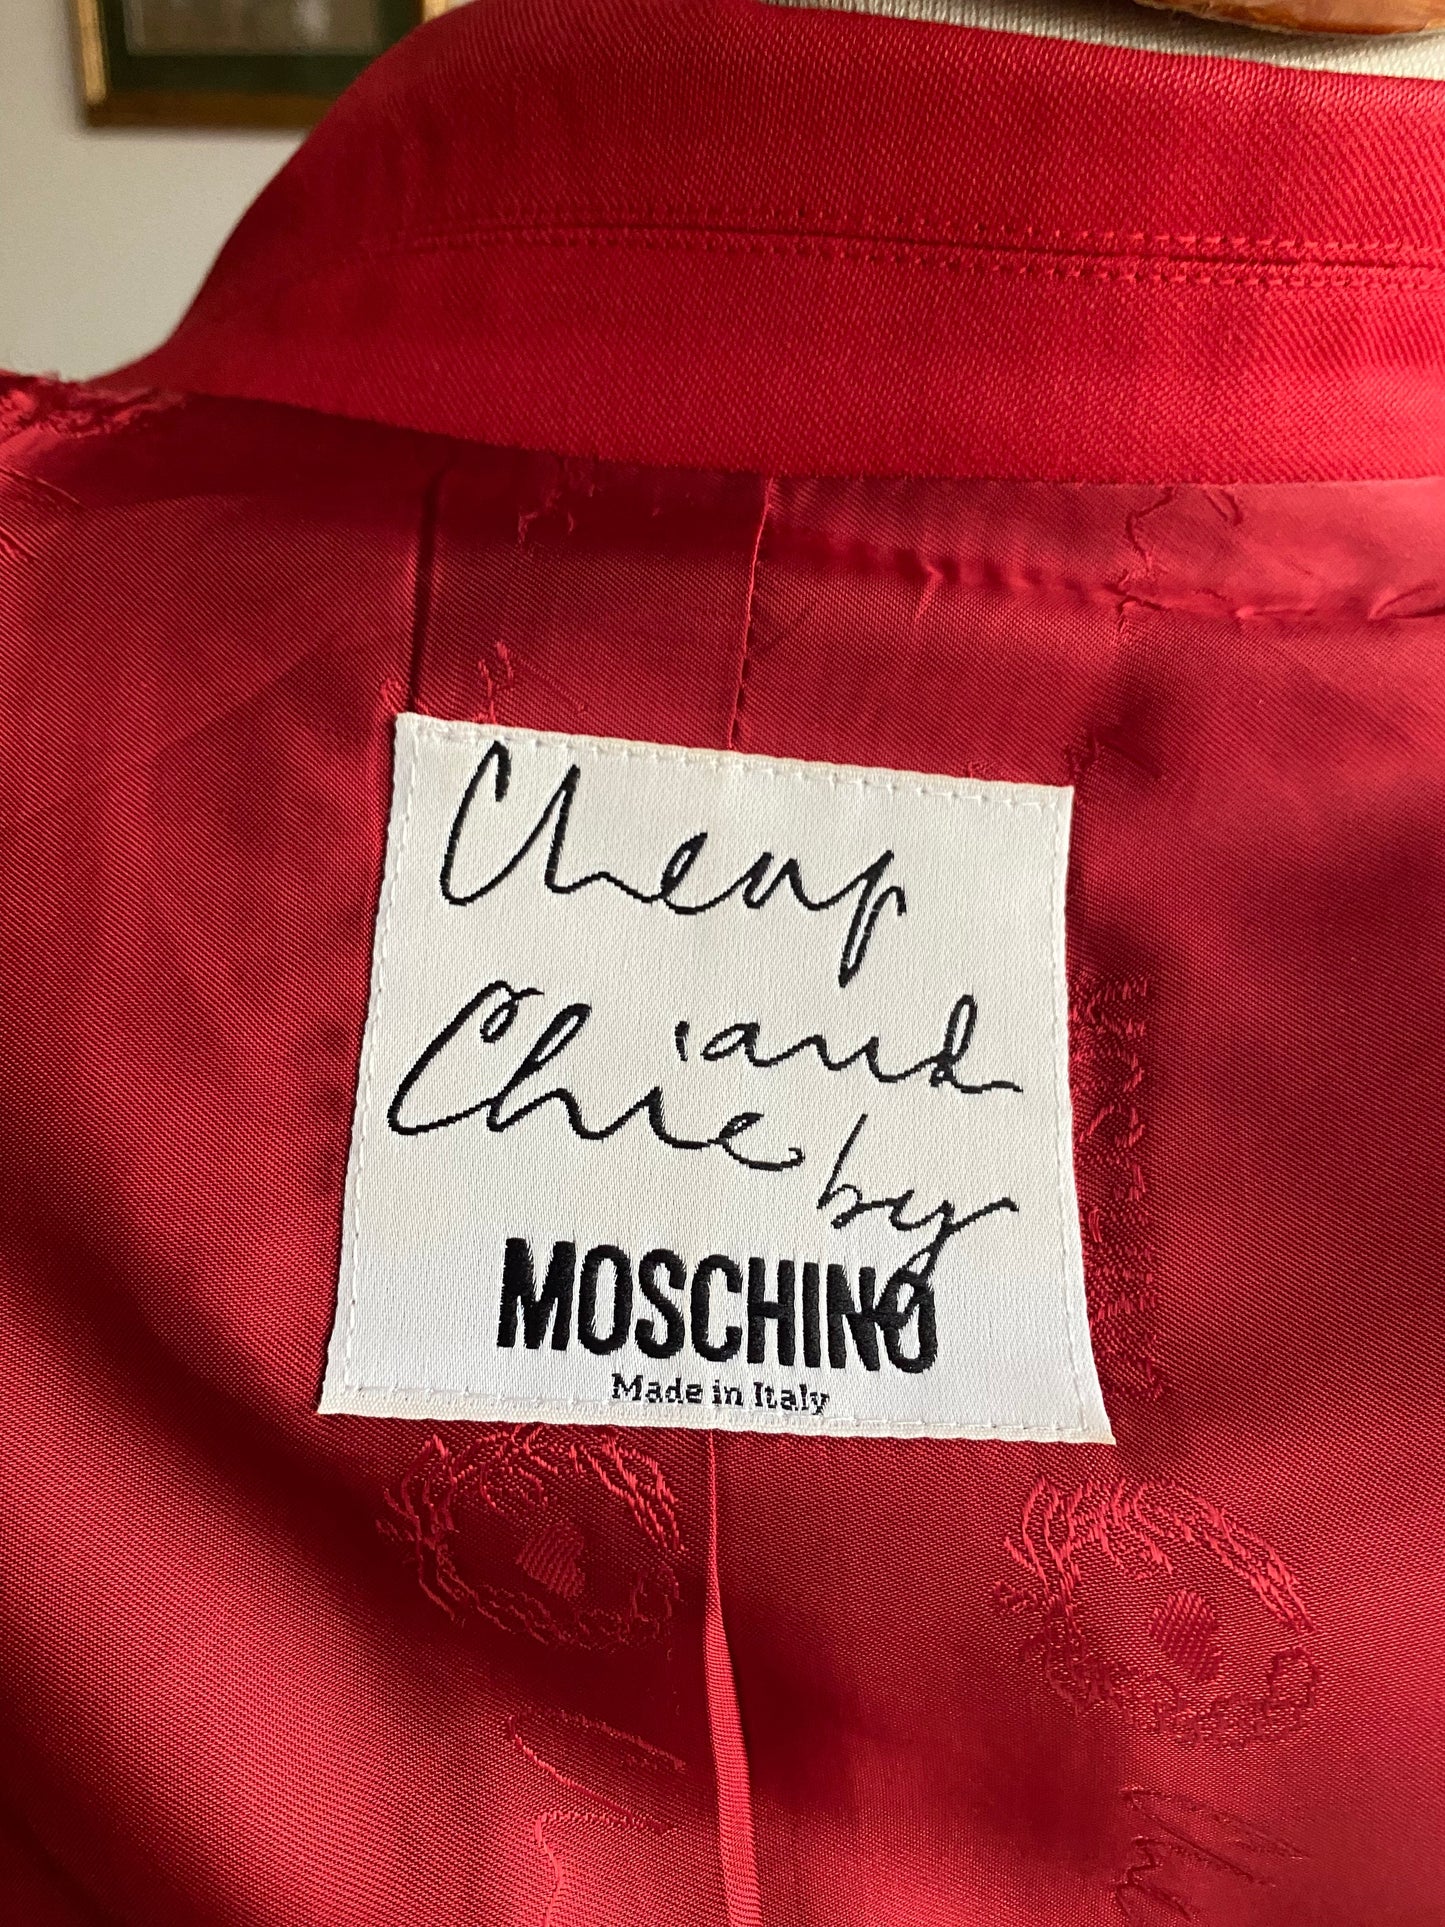 Cheap
and
Chic by
MOSCHINO
Made in Italy